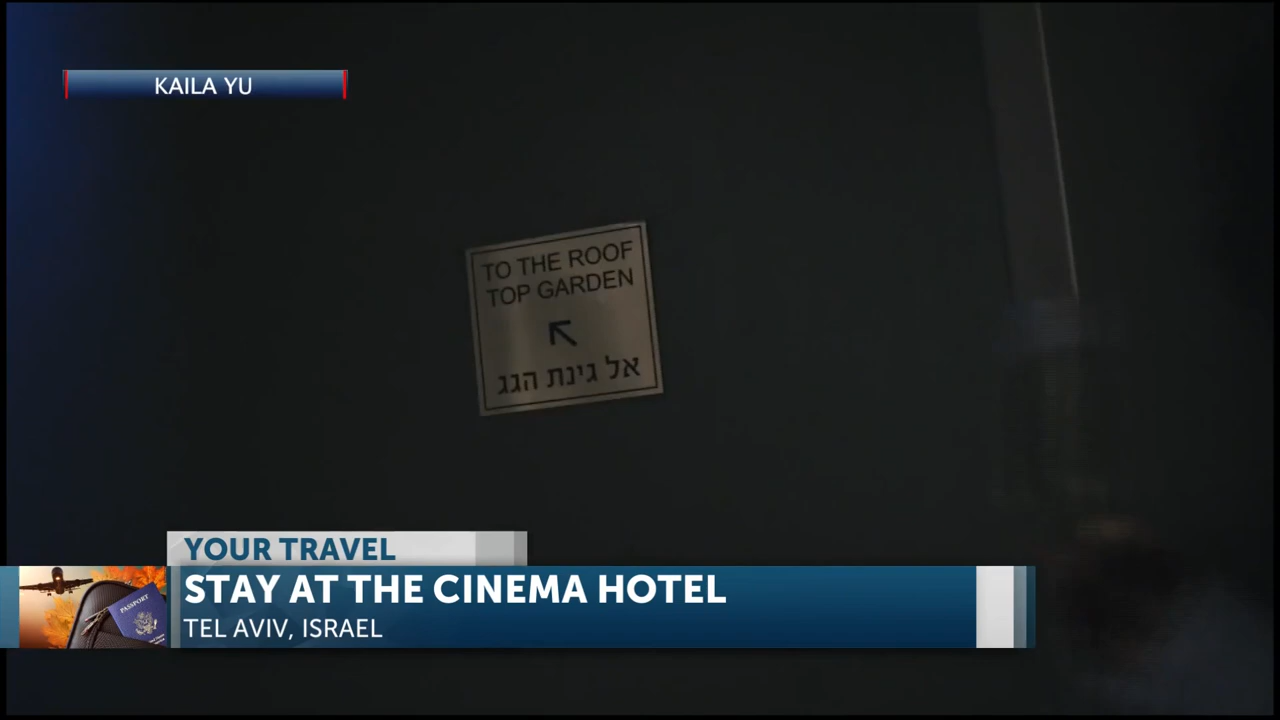 KAILA YU
TO THE ROOF
TOP GARDEN
אל גינת הגג
YOUR TRAVEL
STAY AT THE CINEMA HOTEL
TEL AVIV, ISRAEL
PASSPORT